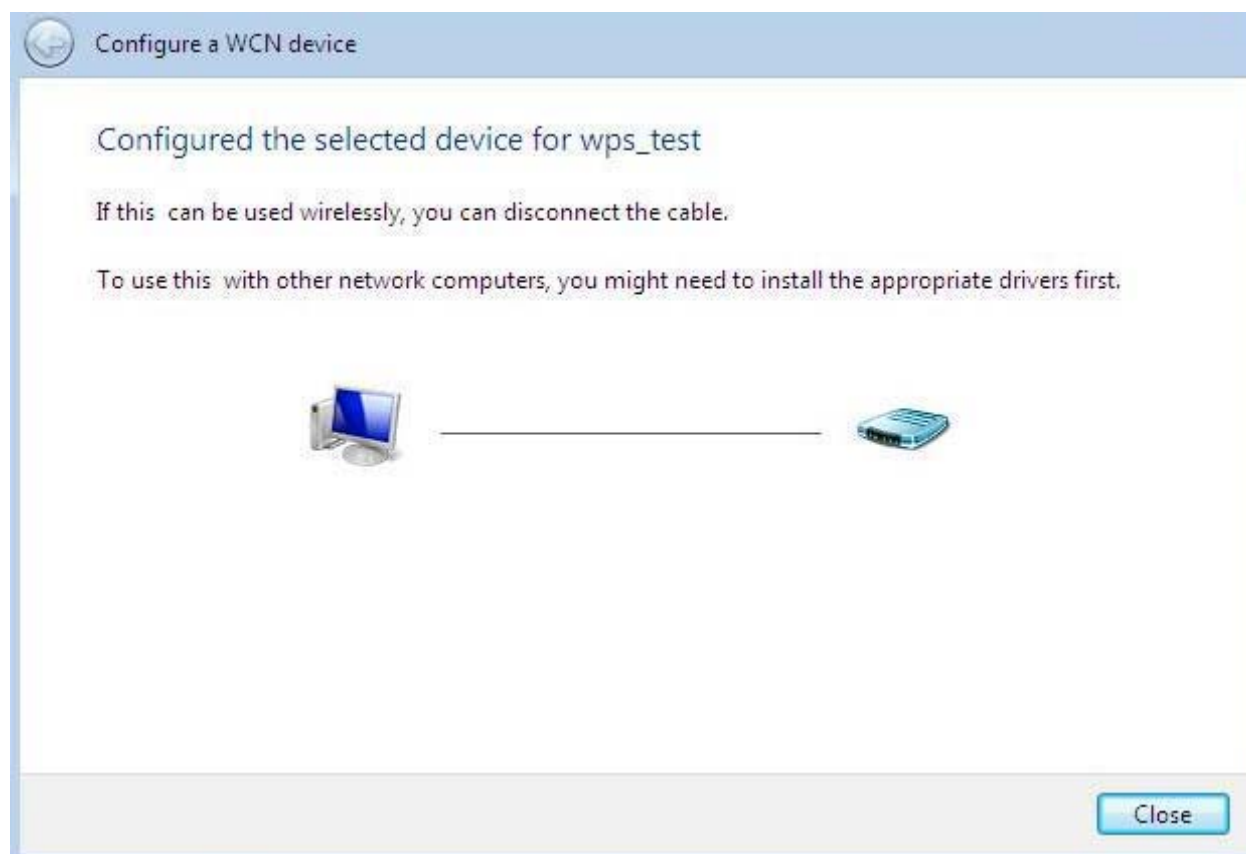 Configure a WCN device
Configured the selected device for wps_test
If this  can be used wirelessly, you can disconnect the cable.
To use this  with other network computers, you might need to install the appropriate drivers first.
Close